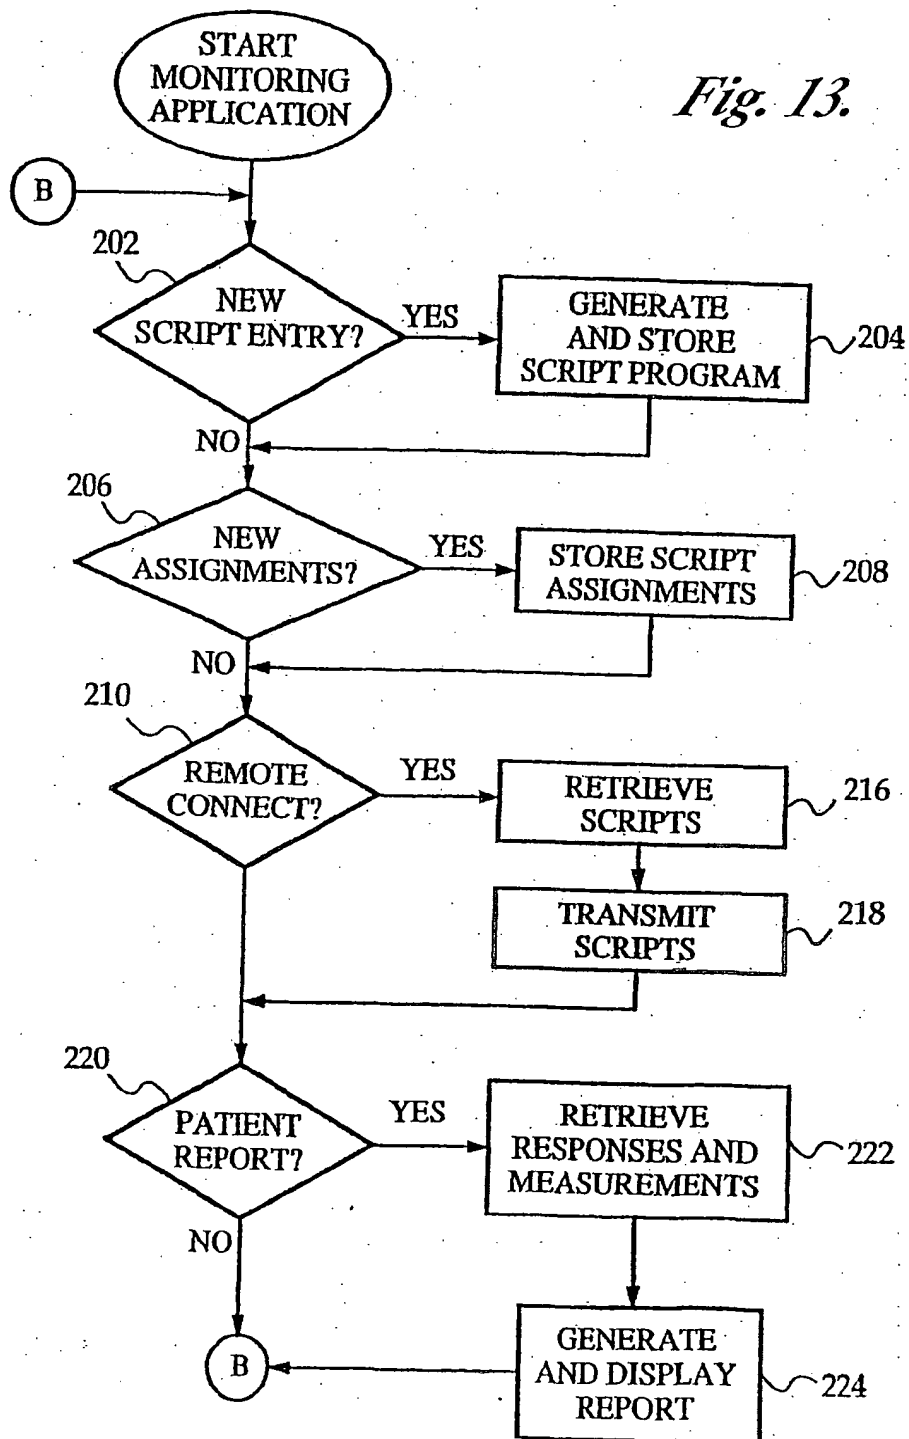 START
MONITORING
APPLICATION
Fig. 13.
B
202
NEW
SCRIPT ENTRY?
YES
GENERATE
AND STORE
SCRIPT PROGRAM
204
NO
206
NEW
ASSIGNMENTS?
YES
STORE SCRIPT
ASSIGNMENTS
208
NO
210
REMOTE
CONNECT?
YES
RETRIEVE
SCRIPTS
216
TRANSMIT
SCRIPTS
218
220
PATIENT
REPORT?
YES
RETRIEVE
RESPONSES AND
MEASUREMENTS
222
NO
B
GENERATE
AND DISPLAY
REPORT
224